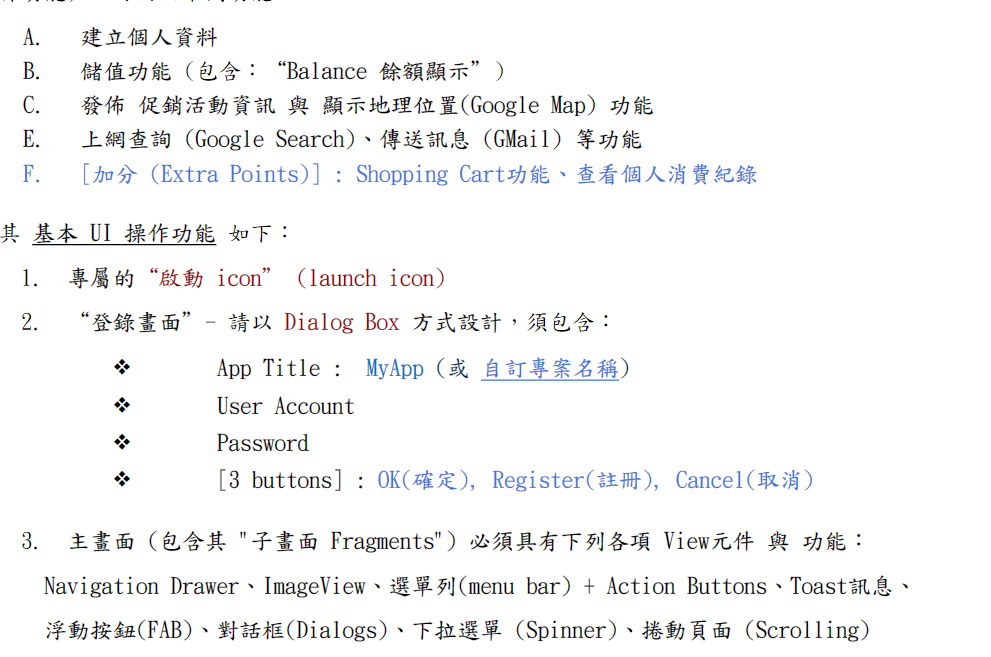 A. 建立個人資料
B. 儲值功能 (包含：“Balance 餘額顯示”)
C. 發佈 促銷活動資訊 與 顯示地理位置(Google Map) 功能
E. 上網查詢 (Google Search)、傳送訊息 (GMail) 等功能
F. [加分 (Extra Points)] : Shopping Cart功能、查看個人消費紀錄
其 基本 UI 操作功能 如下：
1. 專屬的“啟動 icon” (launch icon)
2. “登錄畫面”- 請以 Dialog Box 方式設計，須包含：
❖ App Title : MyApp (或 自訂專案名稱)
❖ User Account
❖ Password
❖ [3 buttons] : OK(確定), Register(註冊), Cancel(取消)
3. 主畫面 (包含其 "子畫面 Fragments") 必須具有下列各項 View元件 與 功能：
Navigation Drawer、ImageView、選單列(menu bar) + Action Buttons、Toast訊息、
浮動按鈕(FAB)、對話框(Dialogs)、下拉選單 (Spinner)、捲動頁面 (Scrolling)